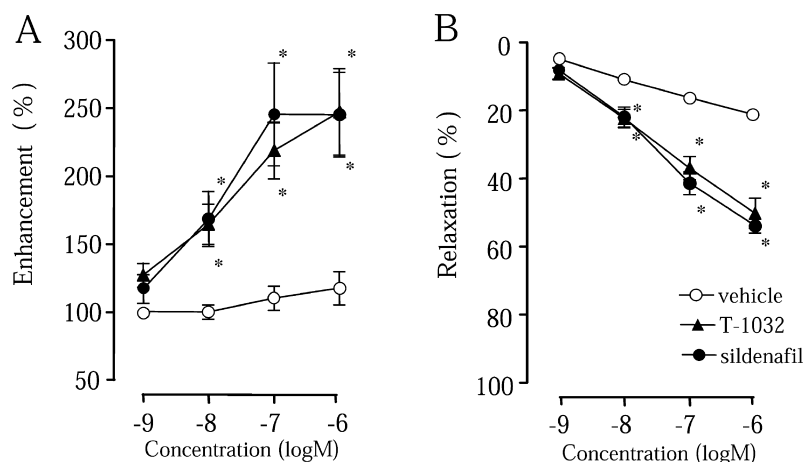 A
Enhancement (%)
300
250
200
150
100
50
* *
* *
* *
* *
-9 -8 -7 -6
Concentration (logM)
B
Relaxation (%)
0
20
40
60
80
100
*
*
* *
* *
vehicle
T-1032
sildenafil
-9 -8 -7 -6
Concentration (logM)